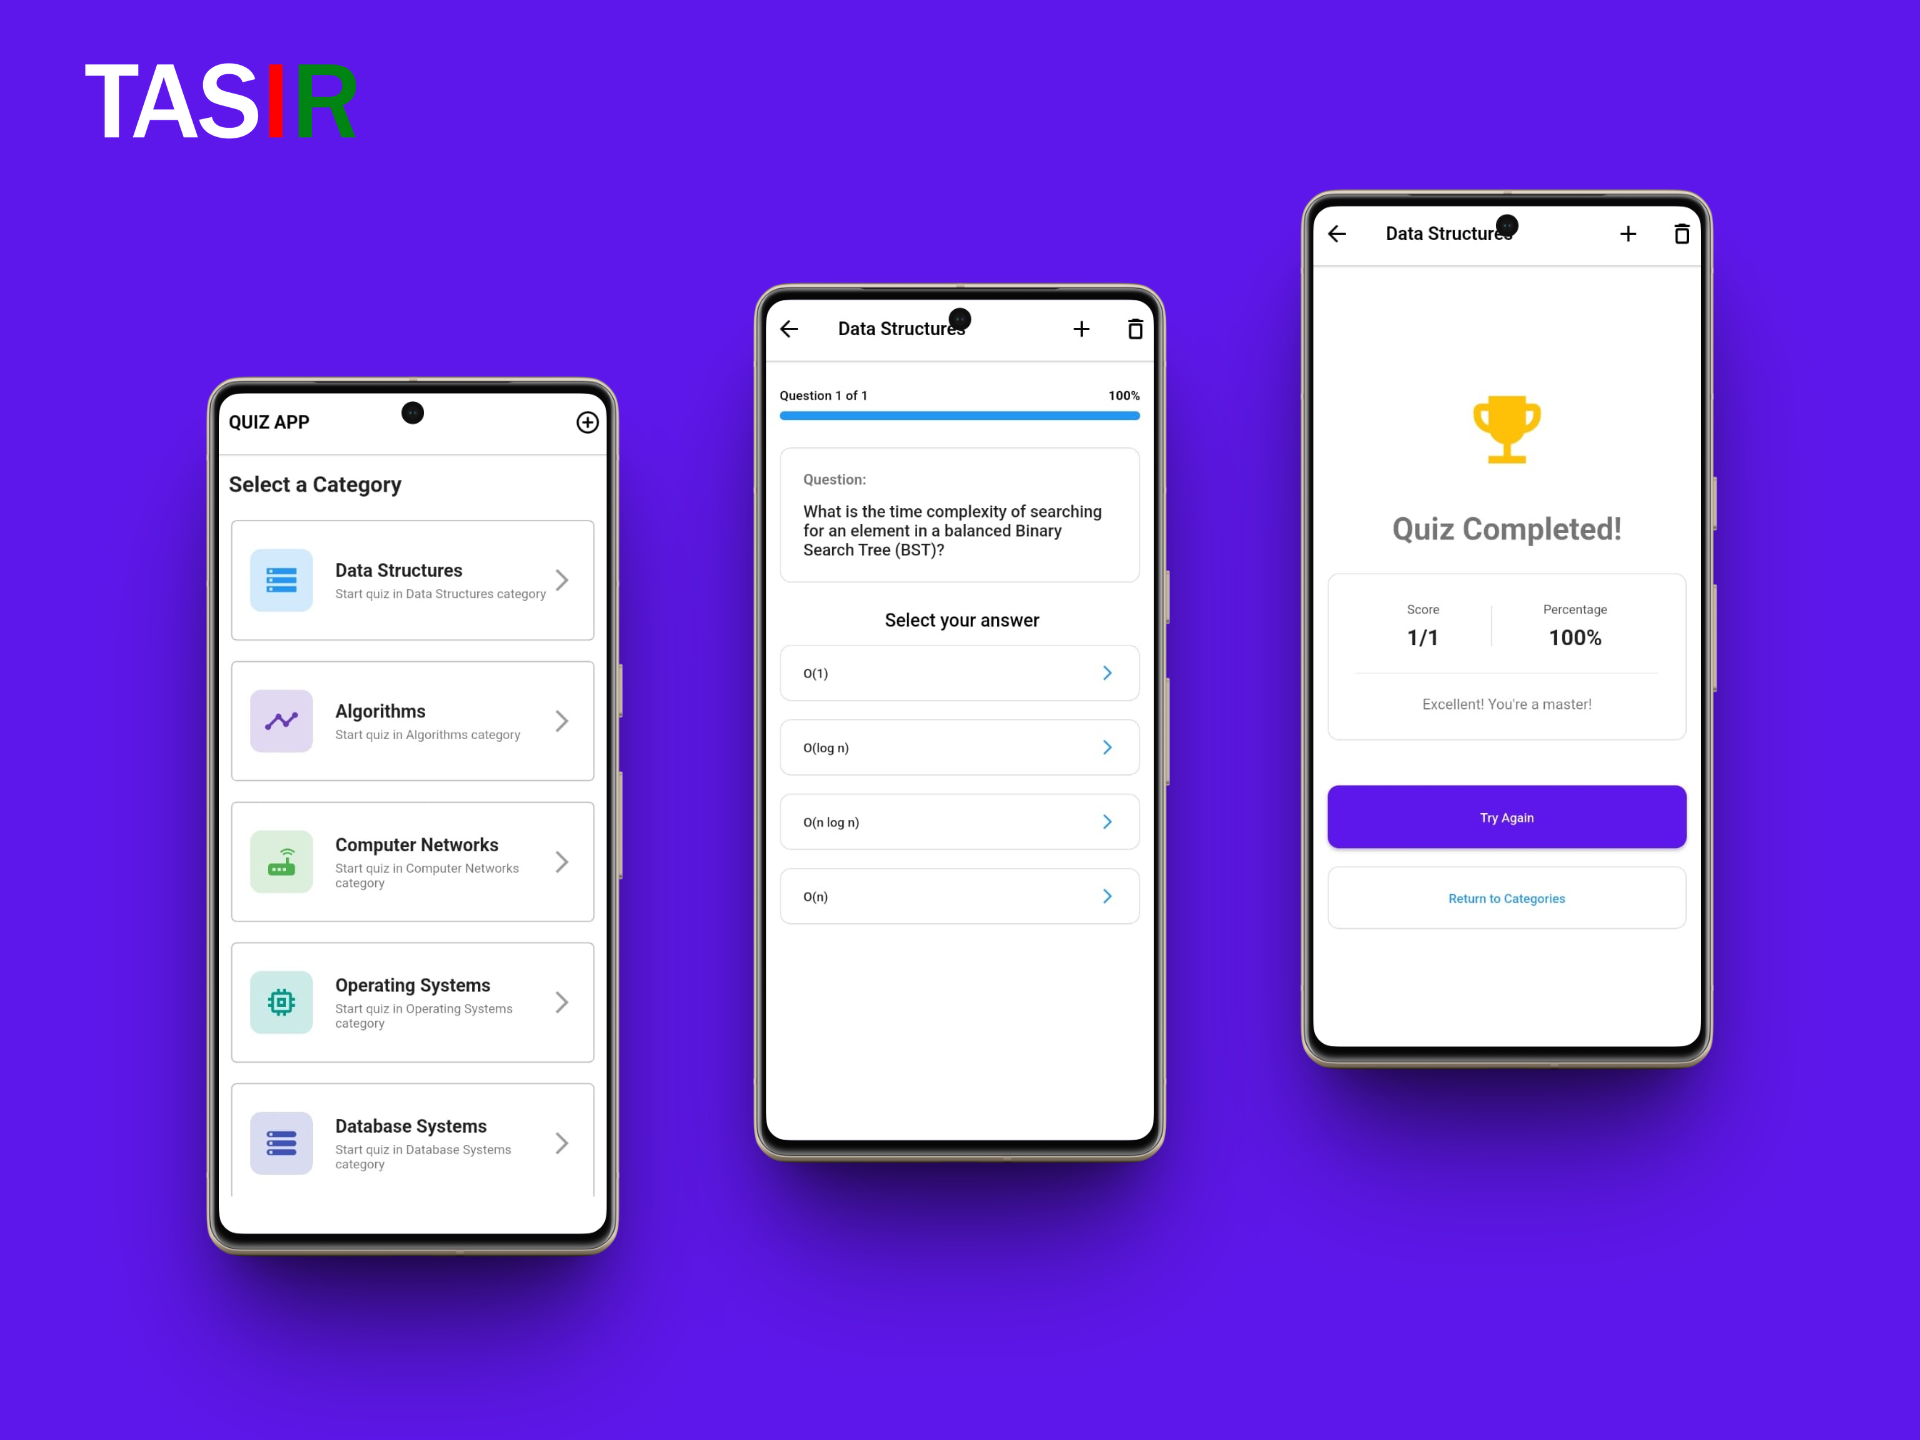 TASIR
QUIZ APP
Select a Category
Data Structures
Start quiz in Data Structures category
Algorithms
Start quiz in Algorithms category
Computer Networks
Start quiz in Computer Networks
category
Operating Systems
Start quiz in Operating Systems
category
Database Systems
Start quiz in Database Systems
category
Data Structures
Question 1 of 1
100%
Question:
What is the time complexity of searching
for an element in a balanced Binary
Search Tree (BST)?
Select your answer
O(1)
O(log n)
O(n log n)
O(n)
Data Structures
Quiz Completed!
Score
1/1
Percentage
100%
Excellent! You're a master!
Try Again
Return to Categories